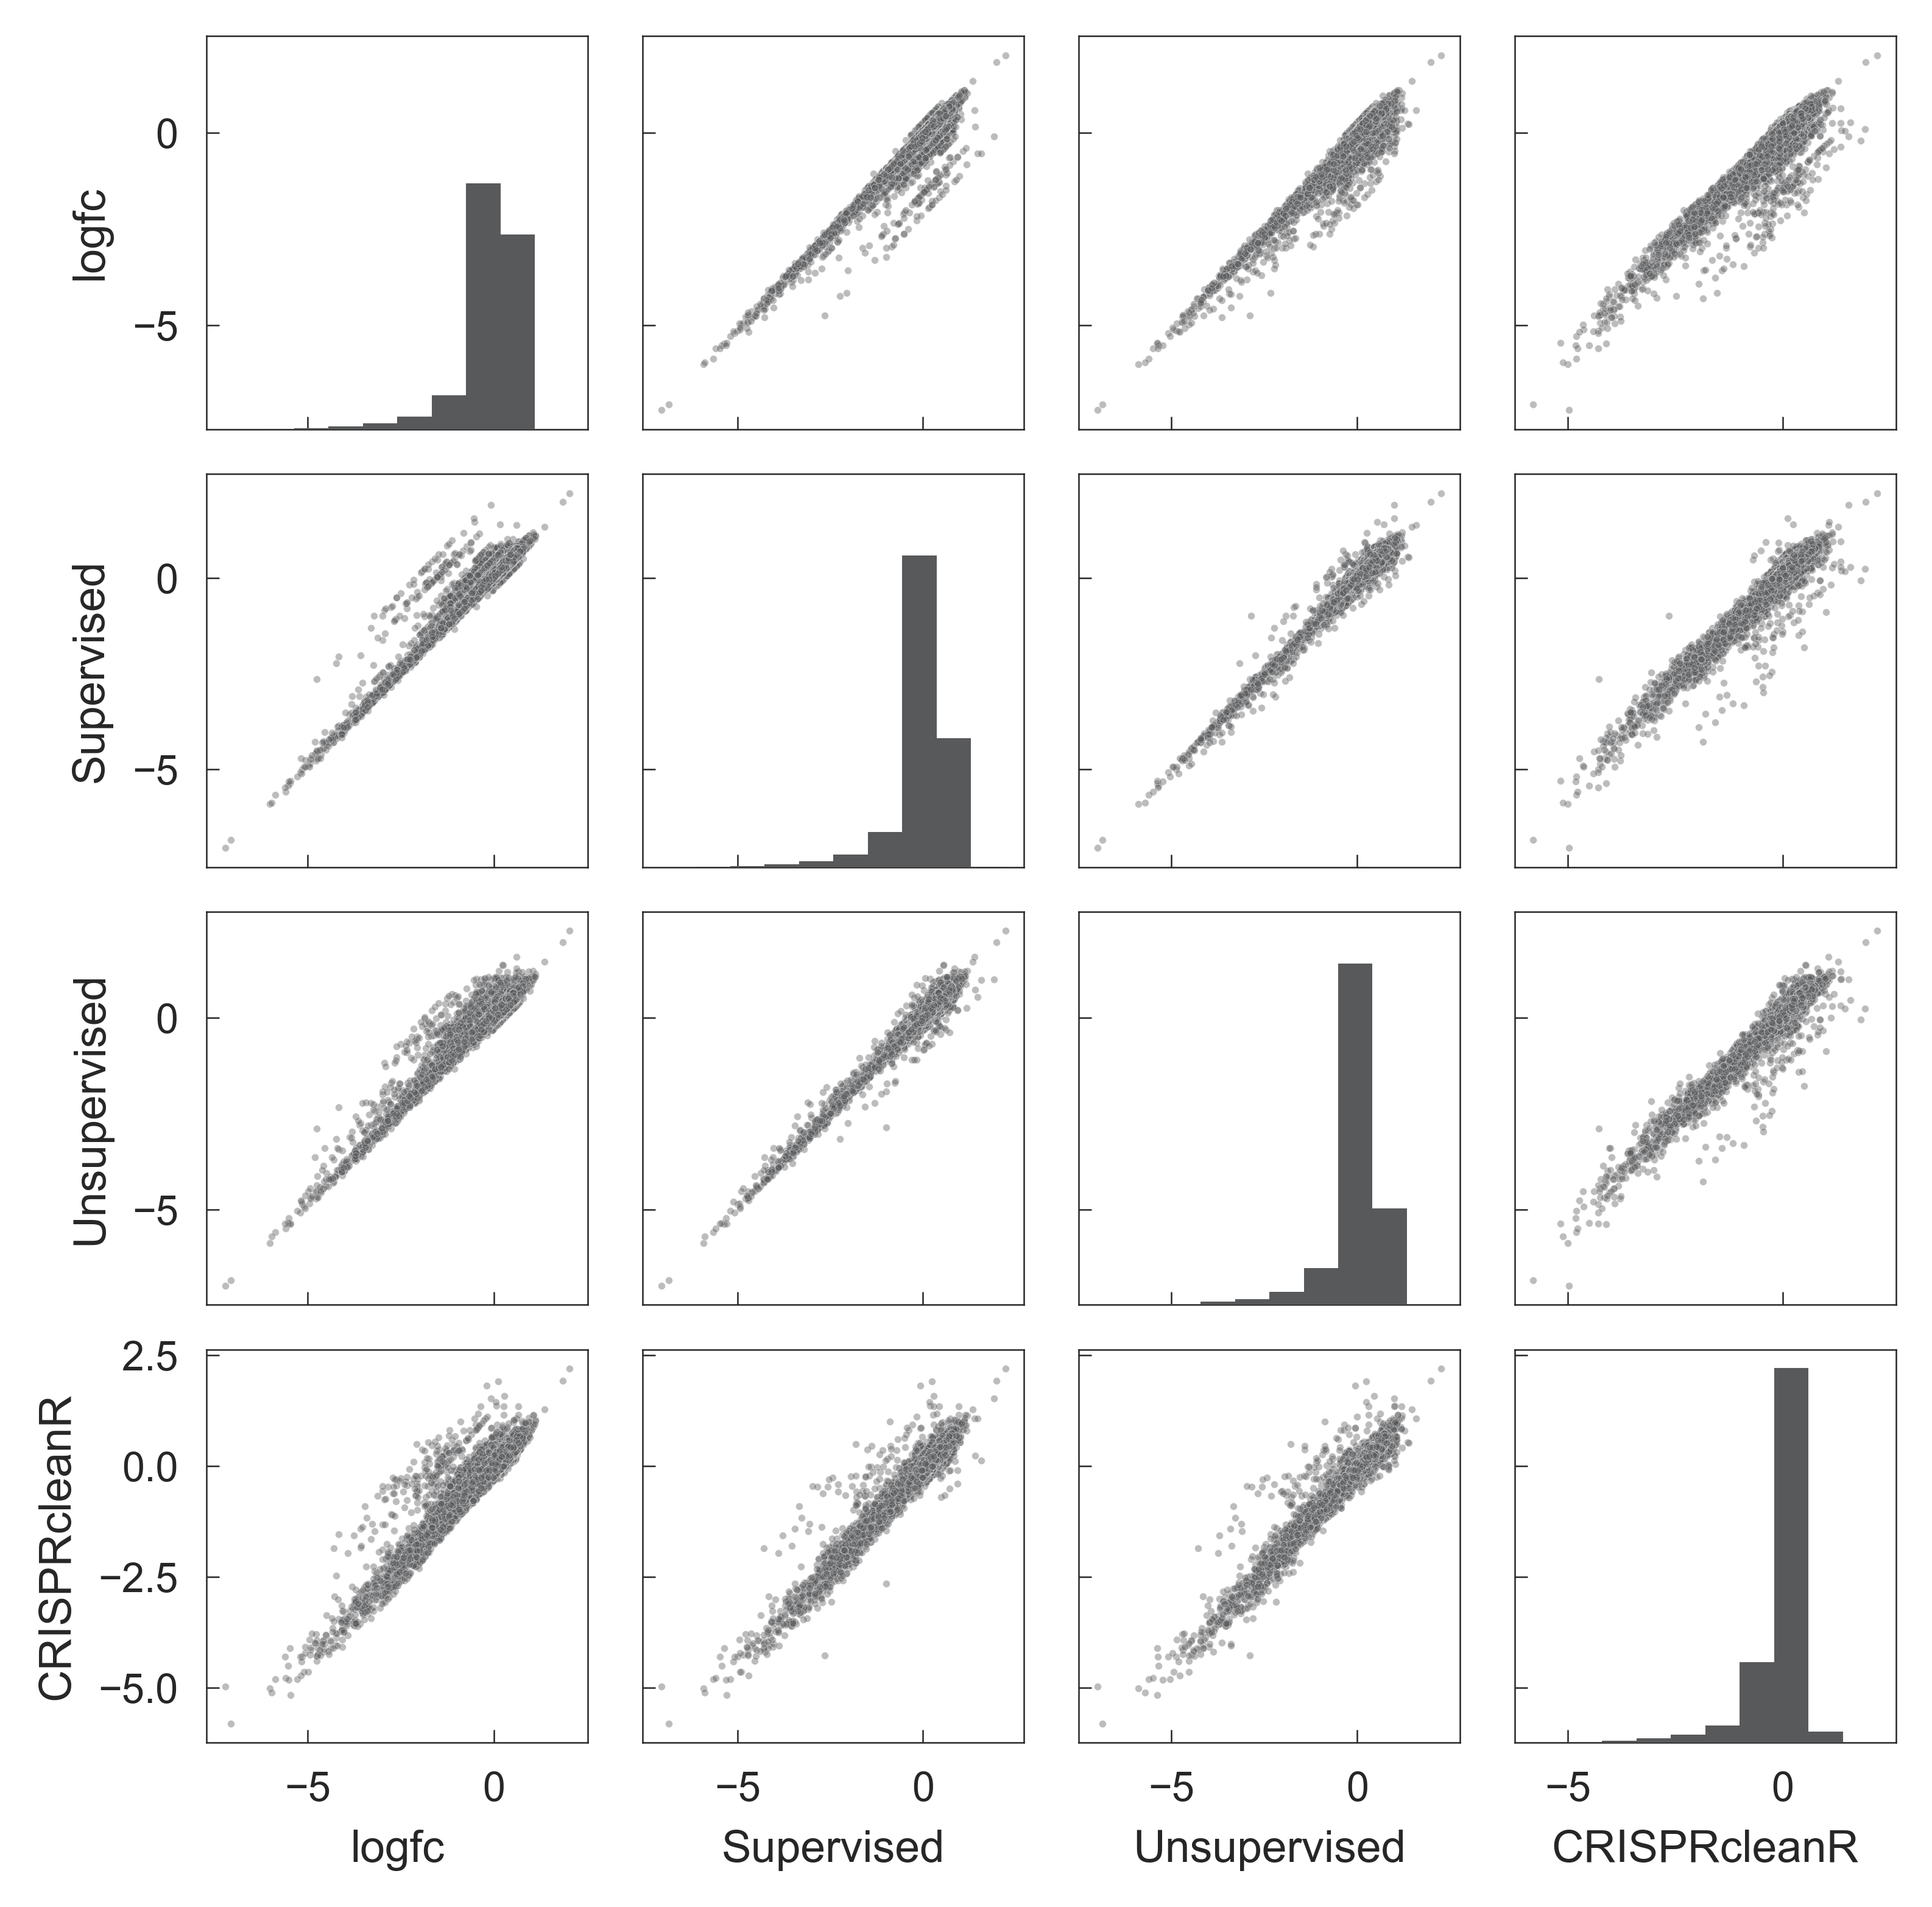 0
−5
logfc
0
−5
Supervised
0
−5
Unsupervised
2.5
0.0
−2.5
−5.0
CRISPRcleanR
−5 0 −5 0 −5 0 −5 0
logfc Supervised Unsupervised CRISPRcleanR